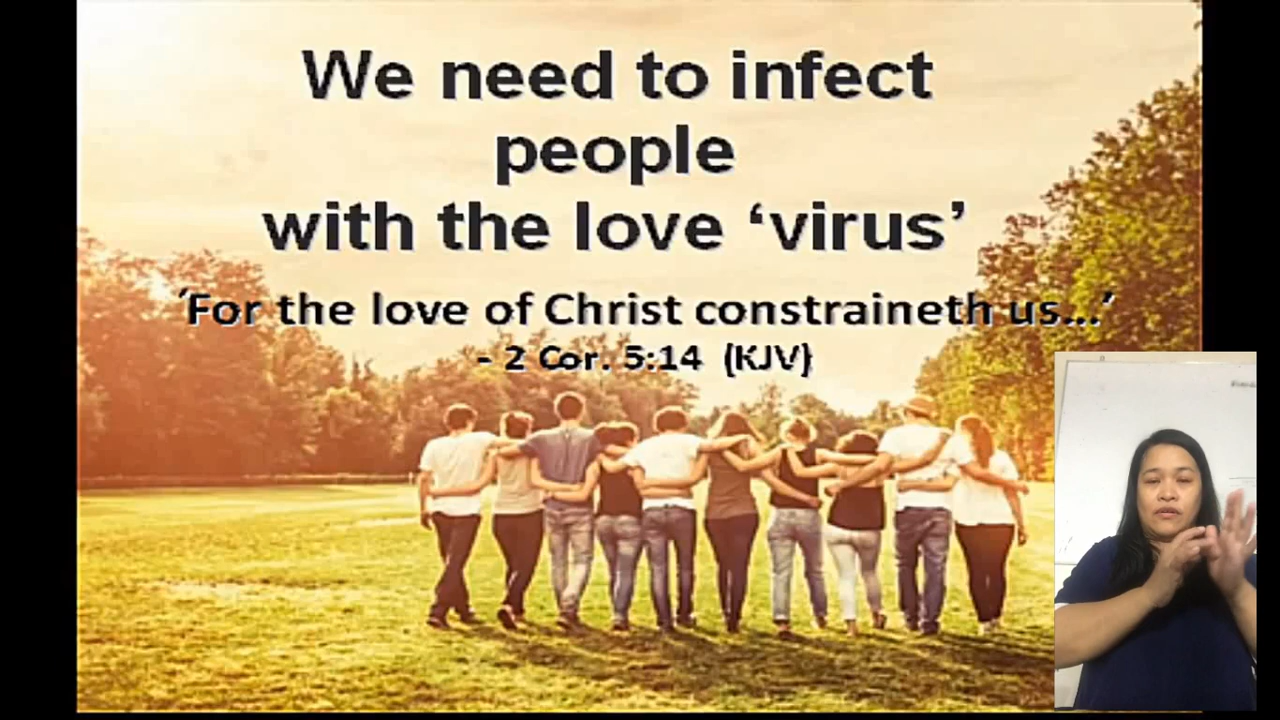 We need to infect
people
with the love ‘virus’
‘For the love of Christ constraineth us...’
- 2 Cor. 5:14 (KJV)